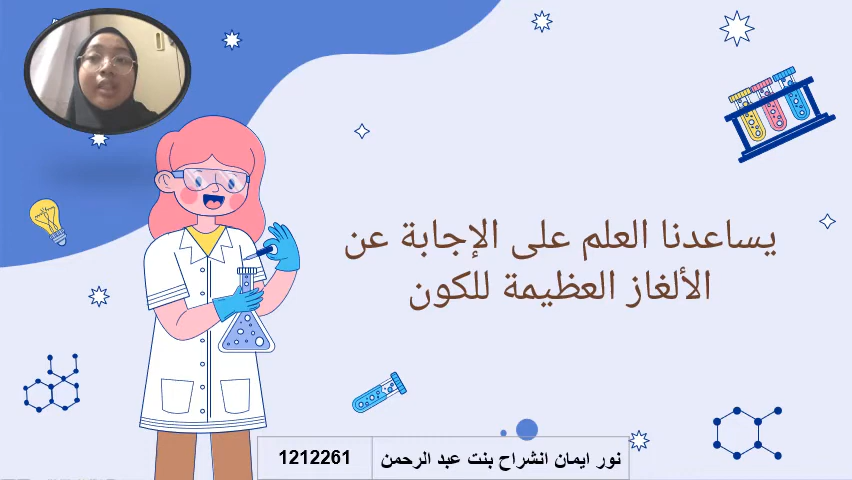 يساعدنا العلم على الإجابة عن
الألغاز العظيمة للكون
نور ايمان انشراح بنت عبد الرحمن
1212261